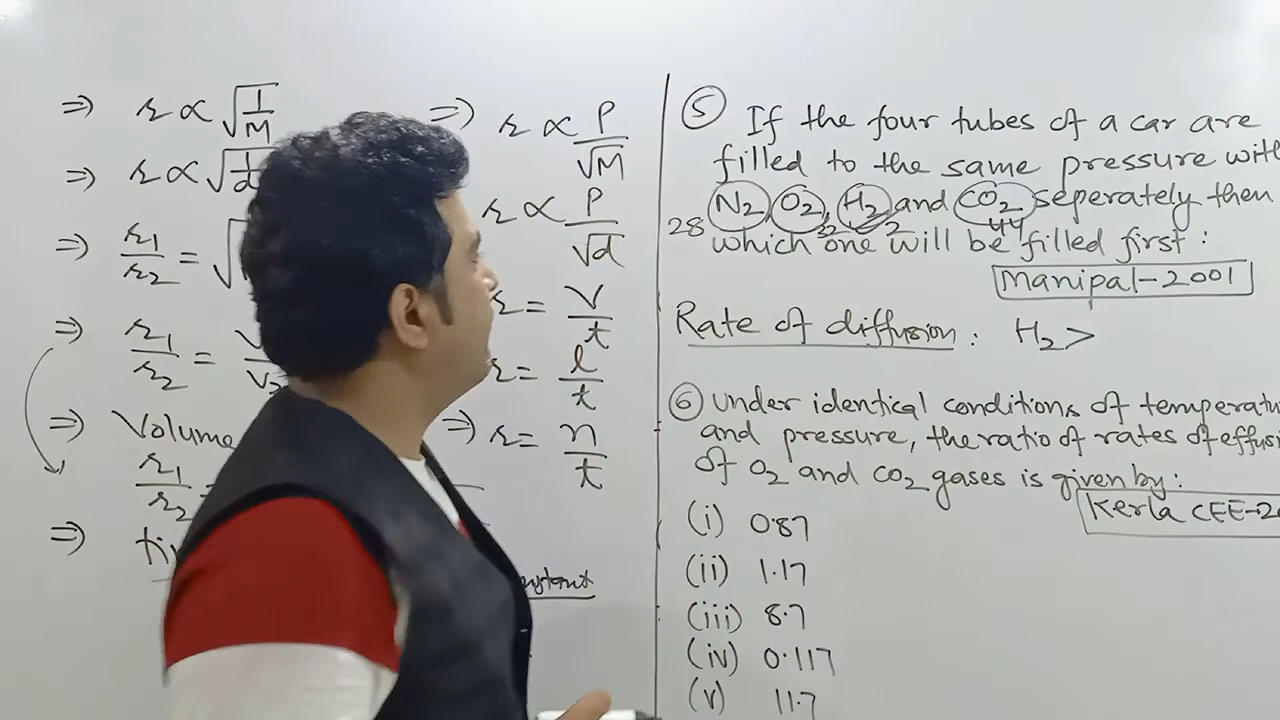 ⇒ r ∝ √1/M
⇒ r ∝ √1/d
⇒ r1/r2 = √
⇒ r1/r2 = V /V2
⇒ Volume
r1/r2
⇒
⇒ r ∝ P/√M
r ∝ P/√d
r = V/t
r = l/t
⇒ r = n/t
⑤ If the four tubes of a car are
filled to the same pressure with
N2, O2, H2 and CO2 seperately then
28 32 2 44
which one will be filled first :
Manipal-2001
Rate of diffusion : H2 >
⑥ Under identical conditions of
and pressure, the ratio of rates of
of O2 and CO2 gases is given by:
Kerla CEE-
(i) 0.87
(ii) 1.17
(iii) 8.7
(iv) 0.117
(v) 11.7